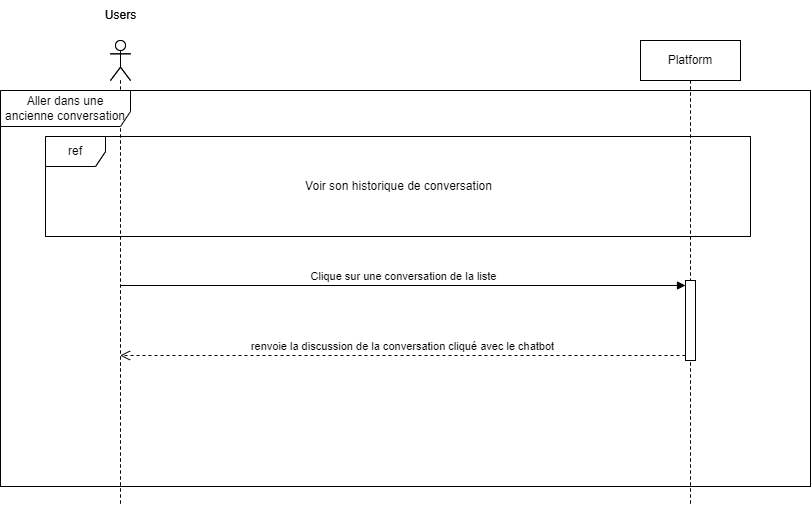 Users
Platform
Aller dans une
ancienne conversation
ref
Voir son historique de conversation
Clique sur une conversation de la liste
renvoie la discussion de la conversation cliqué avec le chatbot